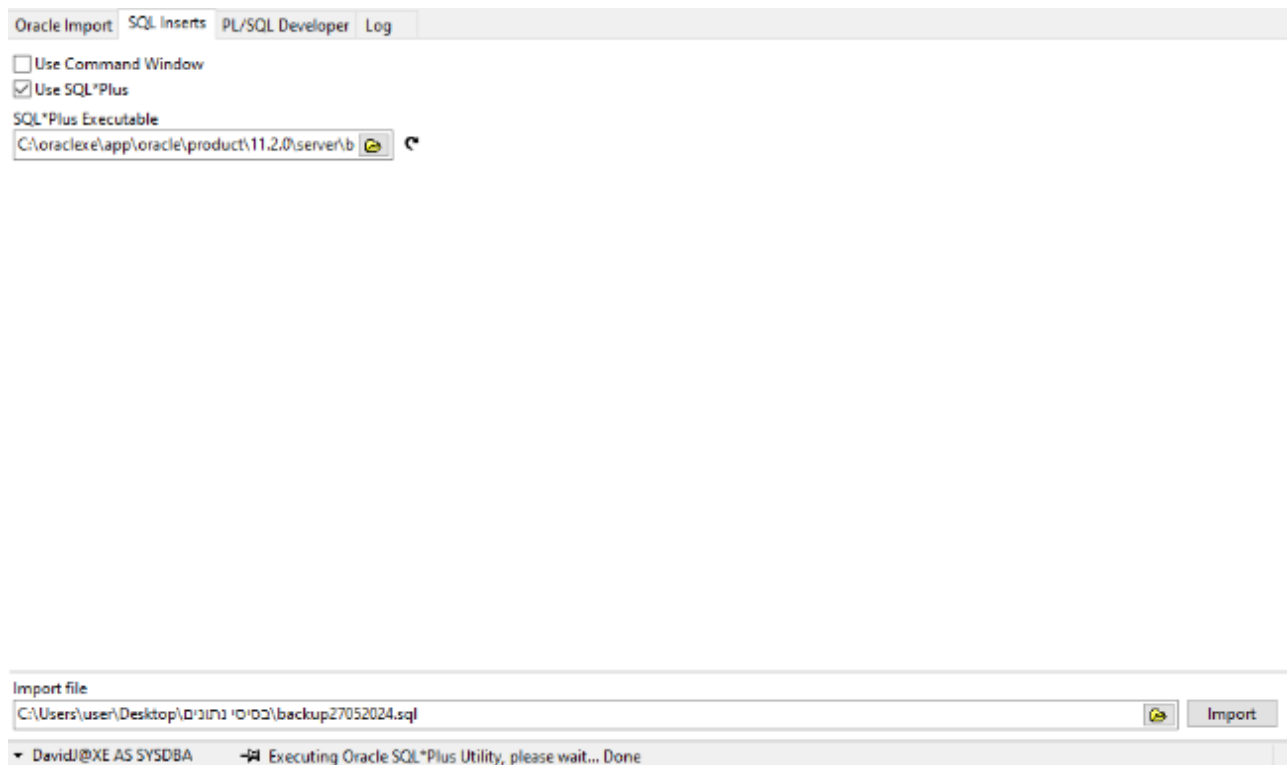 Oracle Import SQL Inserts PL/SQL Developer Log
Use Command Window
Use SQL*Plus
SQL*Plus Executable
C:\oraclexe\app\oracle\product\11.2.0\server\b
Import file
C:\Users\user\Desktop\בסיסי נתונים\backup27052024.sql Import
DavidJ@XE AS SYSDBA Executing Oracle SQL*Plus Utility, please wait... Done